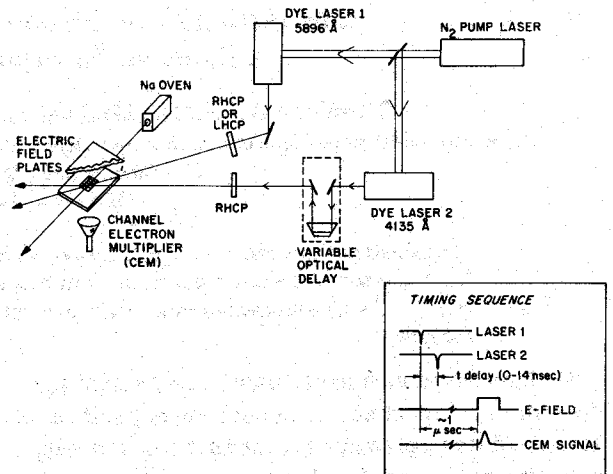 DYE LASER 1
5896 Å
N2 PUMP LASER
Na OVEN
RHCP
OR
LHCP
ELECTRIC
FIELD
PLATES
RHCP
DYE LASER 2
4135 Å
CHANNEL
ELECTRON
MULTIPLIER
(CEM)
VARIABLE
OPTICAL
DELAY
TIMING SEQUENCE
LASER 1
LASER 2
t delay (0-14 nsec)
~1
μ sec
E-FIELD
CEM SIGNAL